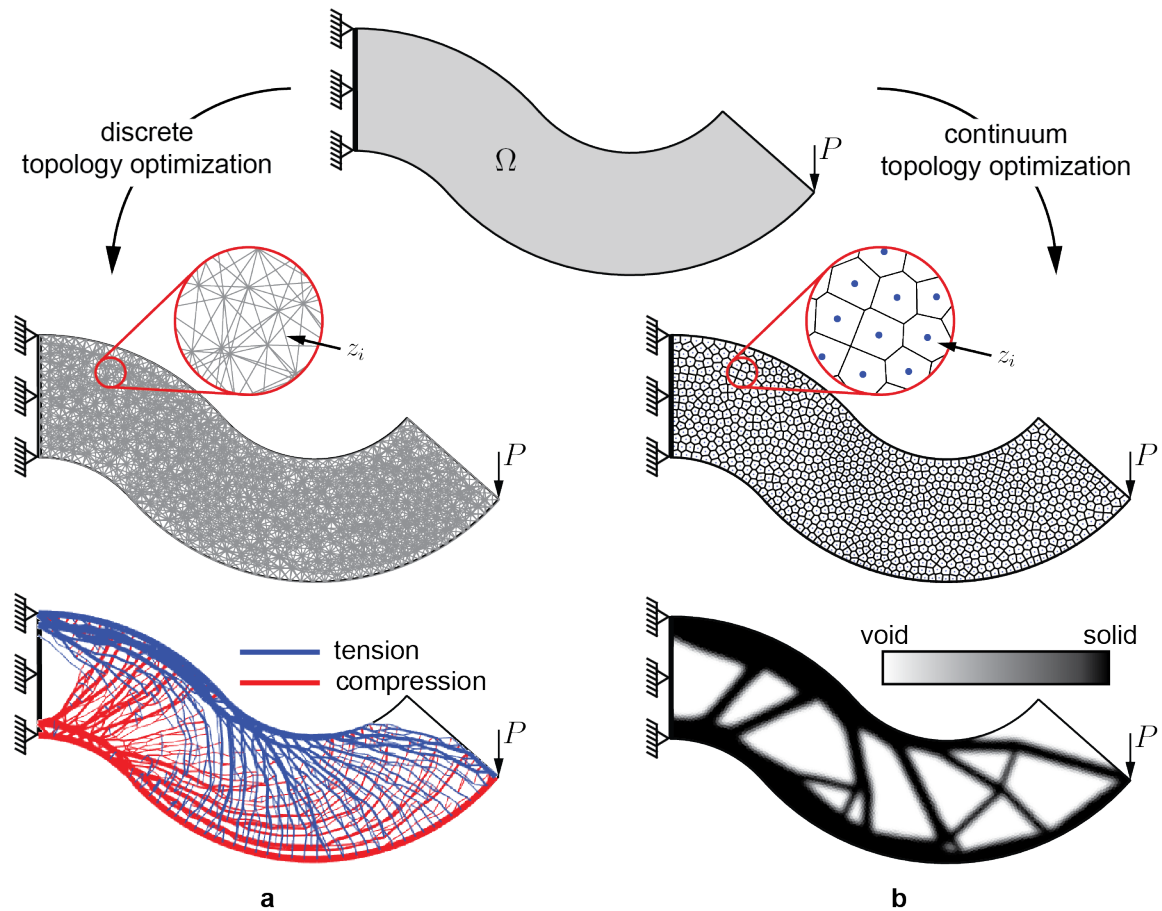 discrete
topology optimization
Ω
P
continuum
topology optimization
z_i
P
z_i
P
tension
compression
P
void
solid
P
a
b